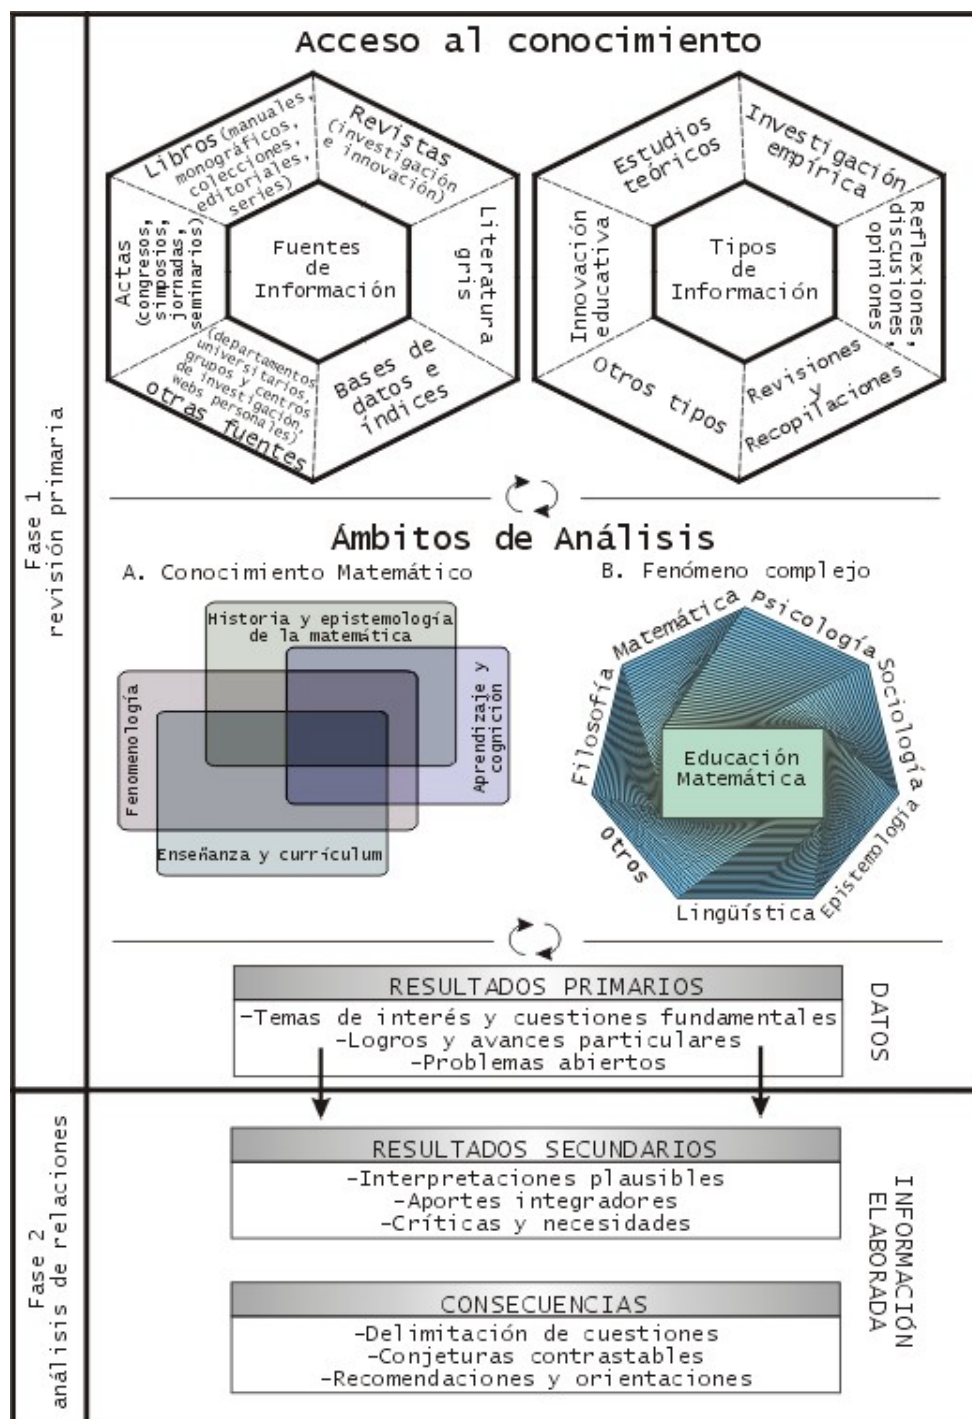 Acceso al conocimiento
Libros (manuales,
monográficos,
colecciones,
editoriales,
series)
Revistas
(investigación
e innovación)
Literatura
gris
Bases de
datos e
índices
(departamentos
universitarios,
grupos y centros
de investigación,
webs personales)
otras fuentes
Actas
(congresos,
simposios,
jornadas,
seminarios)
Fuentes
de
Información
Estudios
teóricos
Investigación
empírica
Reflexiones,
discusiones,
opiniones
Revisiones
y
Recopilaciones
Otros tipos
Innovación
educativa
Tipos
de
Información
Fase 1
revisión primaria
Ámbitos de Análisis
A. Conocimiento Matemático
Historia y epistemología
de la matemática
Fenomenología
Aprendizaje y
cognición
Enseñanza y currículum
B. Fenómeno complejo
Matemática
Psicología
Sociología
Epistemología
Lingüística
Otros
Filosofía
Educación
Matemática
RESULTADOS PRIMARIOS
-Temas de interés y cuestiones fundamentales
-Logros y avances particulares
-Problemas abiertos
DATOS
Fase 2
análisis de relaciones
RESULTADOS SECUNDARIOS
-Interpretaciones plausibles
-Aportes integradores
-Críticas y necesidades
INFORMACIÓN
ELABORADA
CONSECUENCIAS
-Delimitación de cuestiones
-Conjeturas contrastables
-Recomendaciones y orientaciones